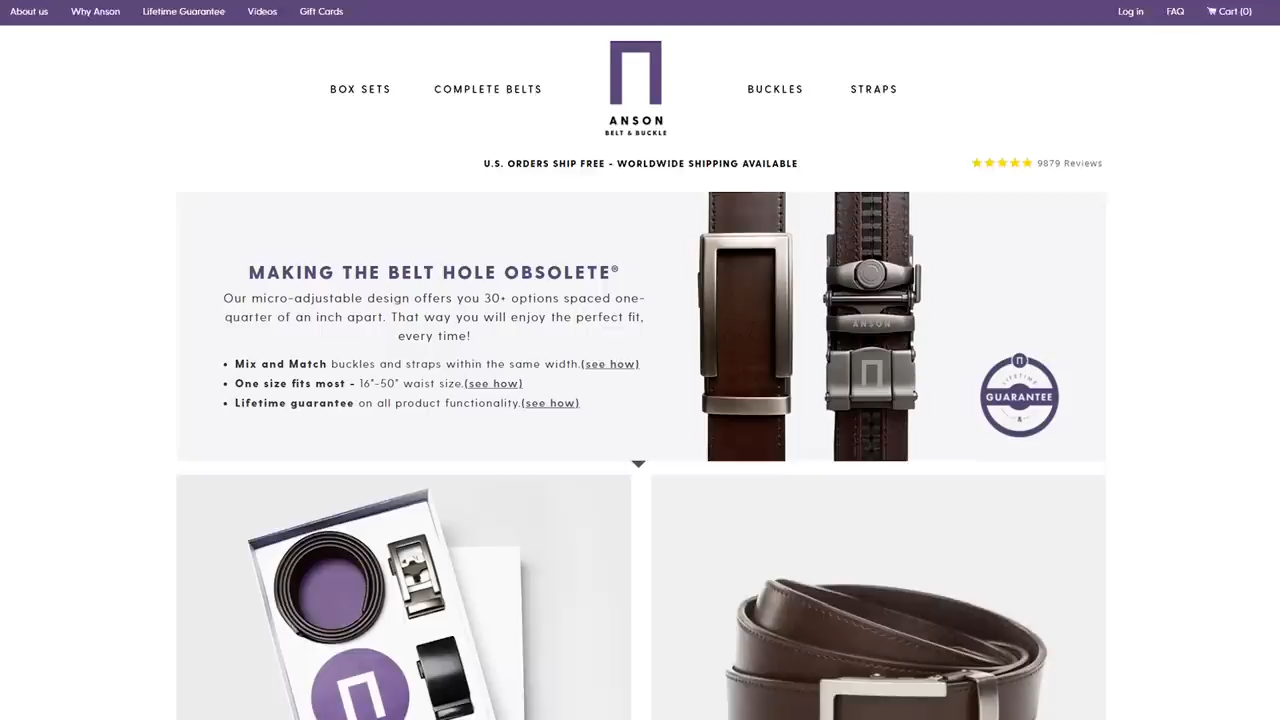 About us Why Anson Lifetime Guarantee Videos Gift Cards Log in FAQ Cart (0)
BOX SETS COMPLETE BELTS BUCKLES STRAPS
ANSON
BELT & BUCKLE
U.S. ORDERS SHIP FREE - WORLDWIDE SHIPPING AVAILABLE 9879 Reviews
MAKING THE BELT HOLE OBSOLETE®
Our micro-adjustable design offers you 30+ options spaced one-
quarter of an inch apart. That way you will enjoy the perfect fit,
every time!
• Mix and Match buckles and straps within the same width.(see how)
• One size fits most - 16"-50" waist size.(see how)
• Lifetime guarantee on all product functionality.(see how)
ANSON
LIFETIME
GUARANTEE